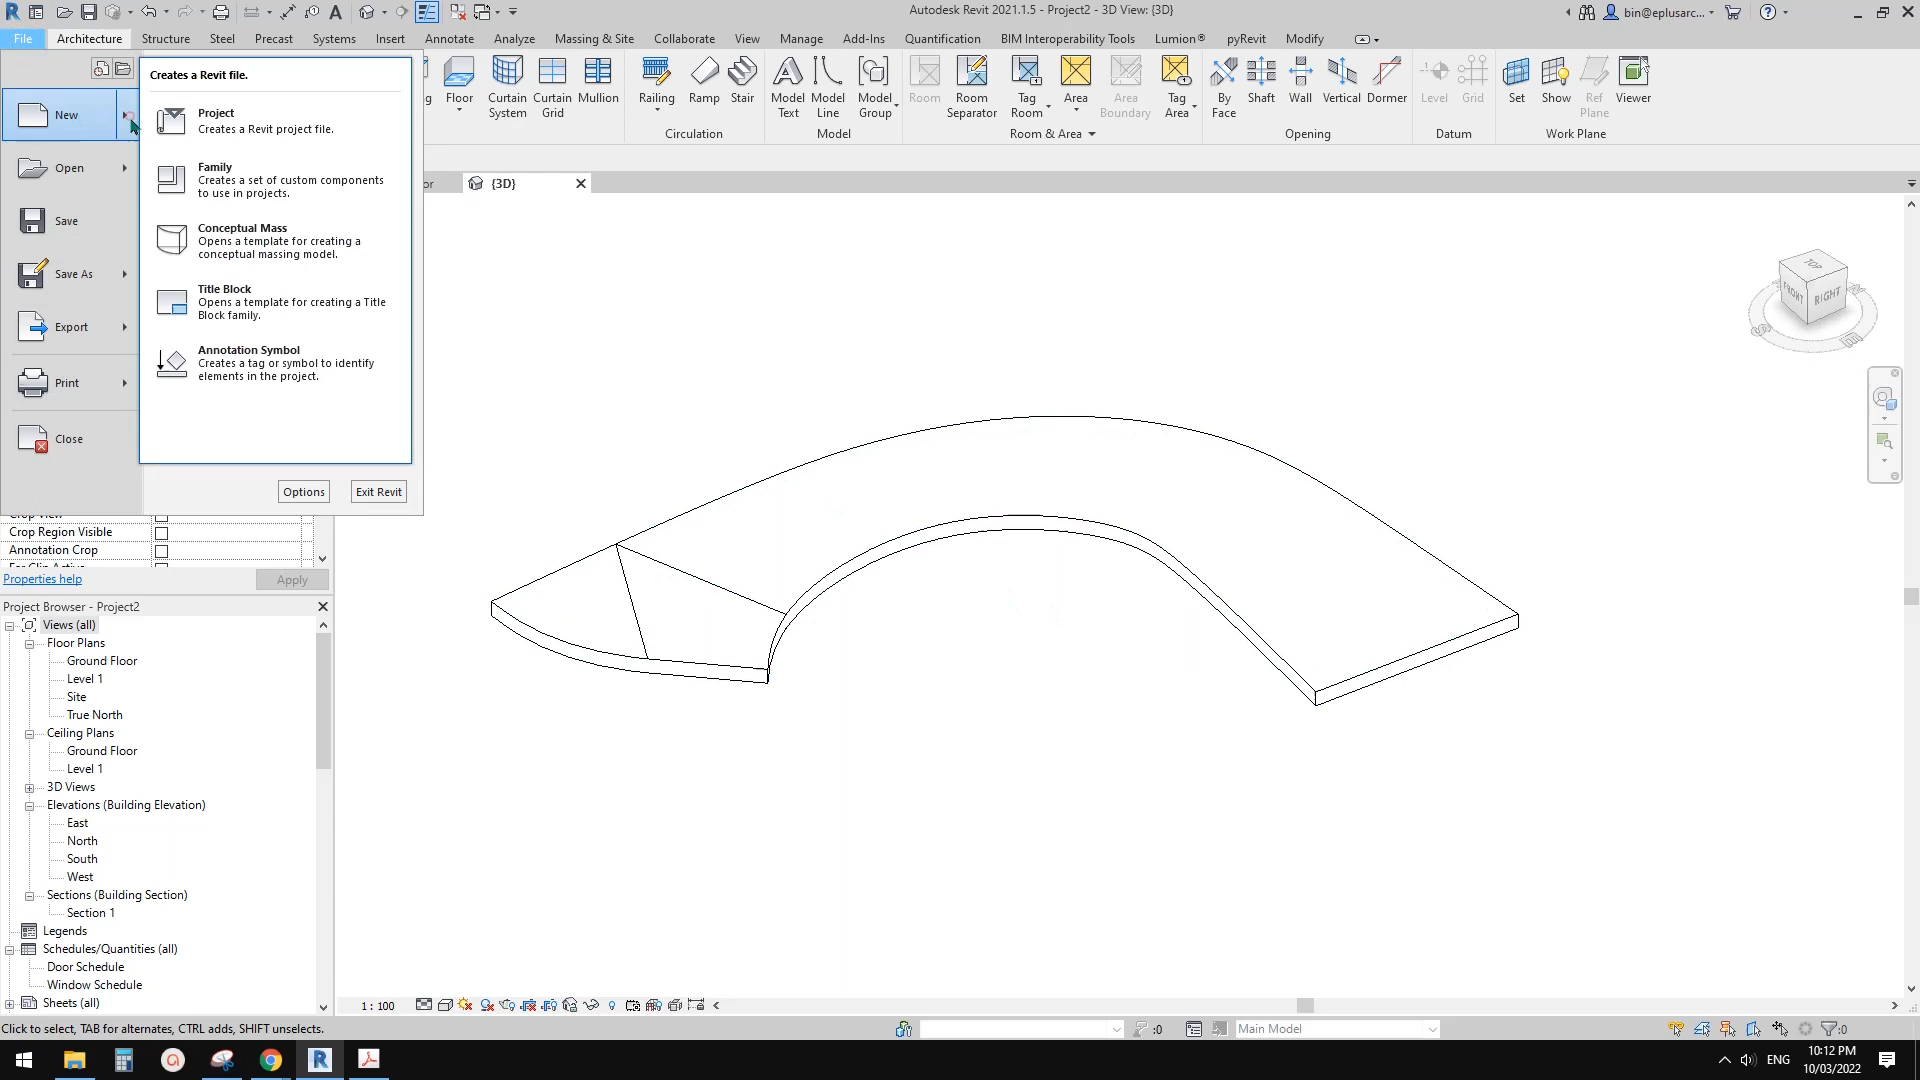 Autodesk Revit 2021.1.5 - Project2 - 3D View: {3D}
bin@eplusarc...
File
Architecture
Structure
Steel
Precast
Systems
Insert
Annotate
Analyze
Massing & Site
Collaborate
View
Manage
Add-Ins
Quantification
BIM Interoperability Tools
Lumion®
pyRevit
Modify
Creates a Revit file.
New
Open
Save
Save As
Export
Print
Close
Project
Creates a Revit project file.
Family
Creates a set of custom components
to use in projects.
Conceptual Mass
Opens a template for creating a
conceptual massing model.
Title Block
Opens a template for creating a Title
Block family.
Annotation Symbol
Creates a tag or symbol to identify
elements in the project.
Options
Exit Revit
g
Floor
Curtain
System
Curtain
Grid
Mullion
Railing
Ramp
Stair
Circulation
Model
Text
Model
Line
Model
Group
Model
Room
Room
Separator
Tag
Room
Area
Area
Boundary
Tag
Area
Room & Area
By
Face
Shaft
Wall
Vertical
Dormer
Opening
Level
Grid
Datum
Set
Show
Ref
Plane
Viewer
Work Plane
or
{3D}
TOP
FRONT
RIGHT
S
E
Crop View
Crop Region Visible
Annotation Crop
Far Clip Active
Properties help
Apply
Project Browser - Project2
Views (all)
Floor Plans
Ground Floor
Level 1
Site
True North
Ceiling Plans
Ground Floor
Level 1
3D Views
Elevations (Building Elevation)
East
North
South
West
Sections (Building Section)
Section 1
Legends
Schedules/Quantities (all)
Door Schedule
Window Schedule
Sheets (all)
1 : 100
Click to select, TAB for alternates, CTRL adds, SHIFT unselects.
:0
Main Model
:0
ENG
10:12 PM
10/03/2022